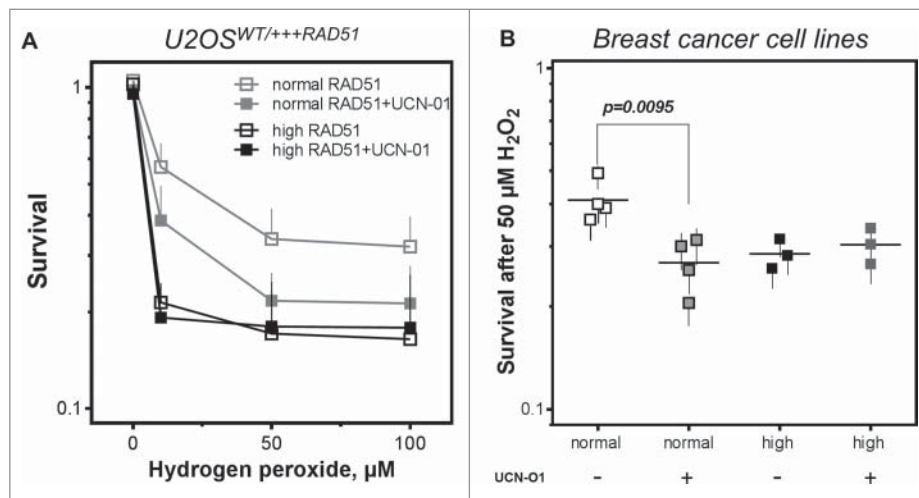 A
U2OSWT/+++RAD51
1
0.1
Survival
normal RAD51
normal RAD51+UCN-01
high RAD51
high RAD51+UCN-01
0 50 100
Hydrogen peroxide, µM
B
Breast cancer cell lines
1
0.1
Survival after 50 µM H2O2
p=0.0095
normal normal high high
UCN-O1 - + - +